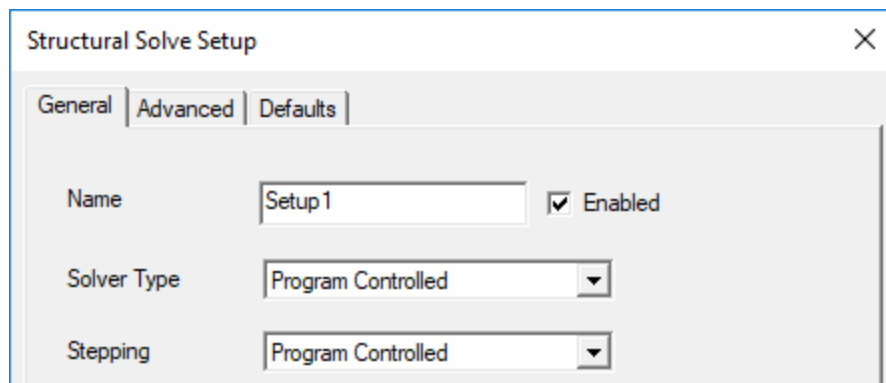 Structural Solve Setup
General Advanced Defaults
Name Setup1 Enabled
Solver Type Program Controlled
Stepping Program Controlled